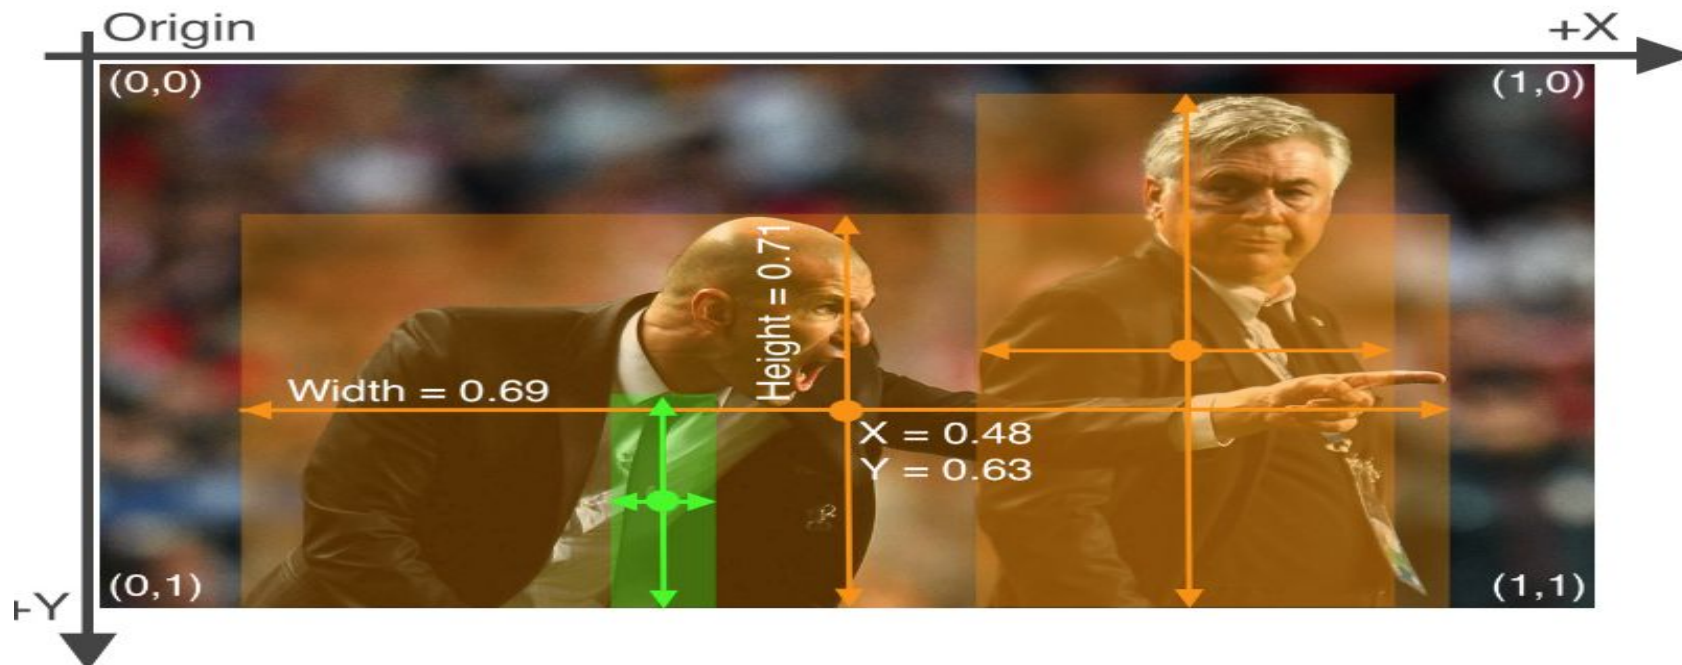 Origin
+X
(0,0)
(1,0)
Height = 0.71
Width = 0.69
X = 0.48
Y = 0.63
(0,1)
(1,1)
+Y